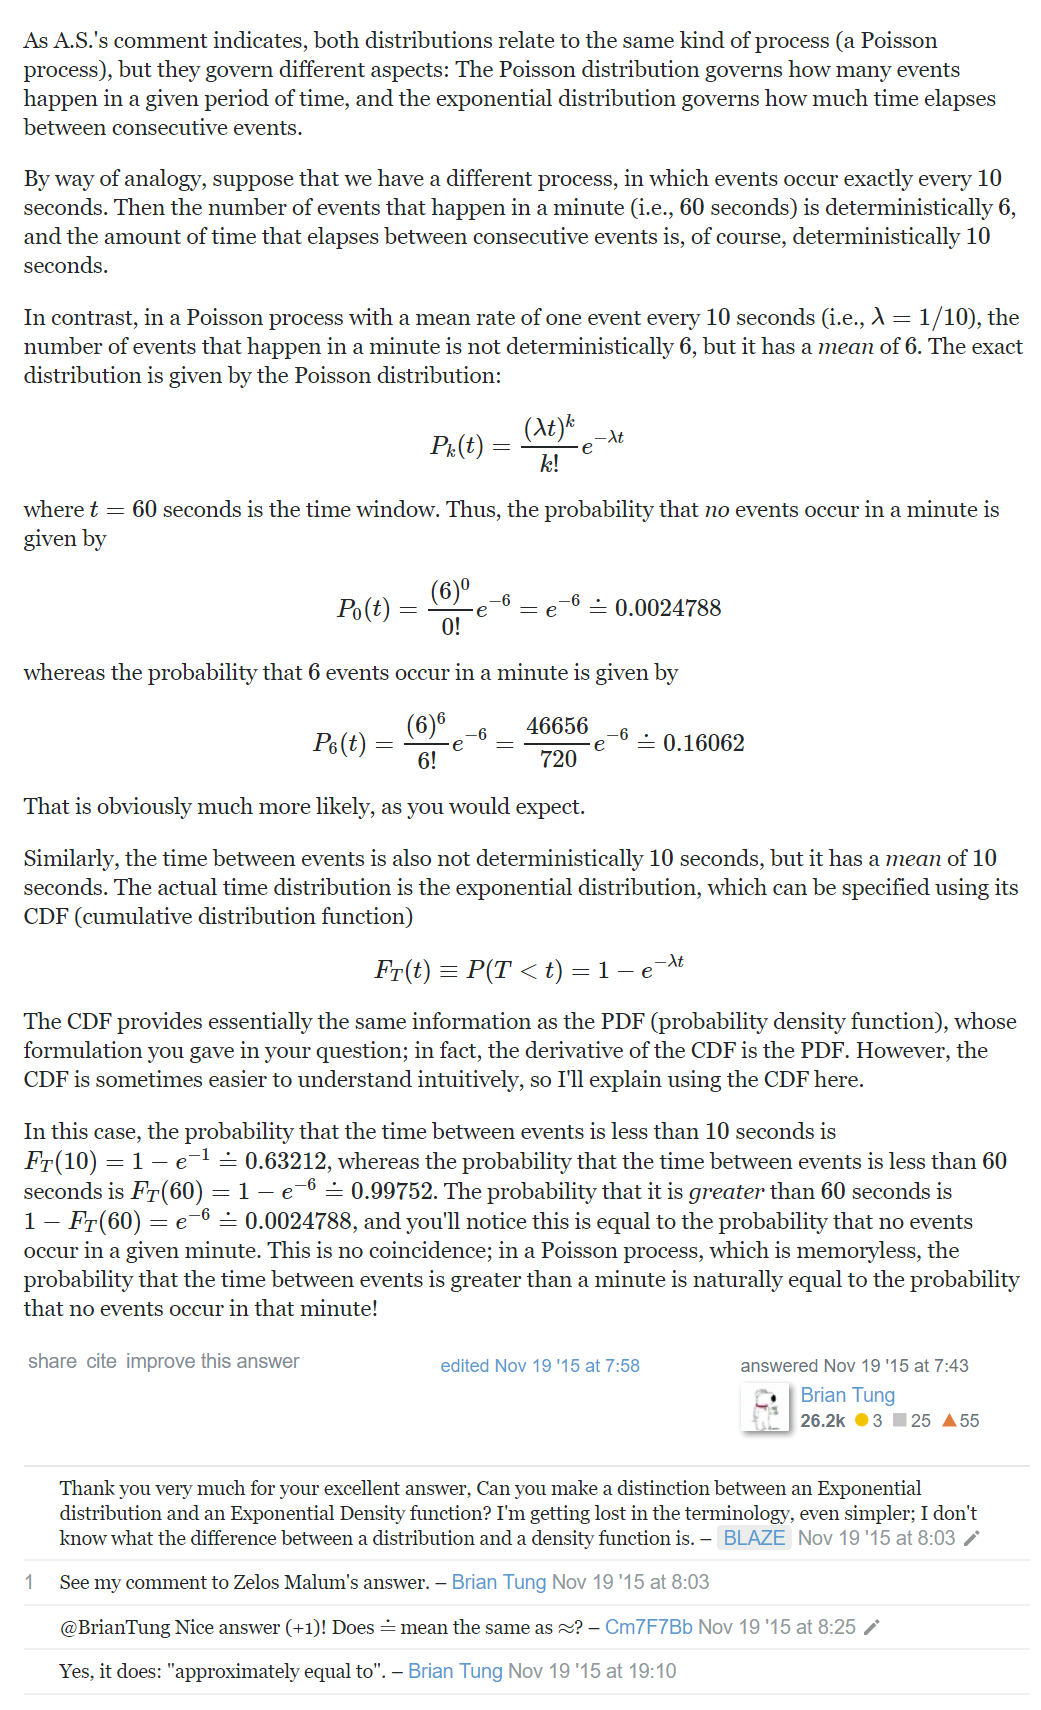 As A.S.'s comment indicates, both distributions relate to the same kind of process (a Poisson
process), but they govern different aspects: The Poisson distribution governs how many events
happen in a given period of time, and the exponential distribution governs how much time elapses
between consecutive events.
By way of analogy, suppose that we have a different process, in which events occur exactly every 10
seconds. Then the number of events that happen in a minute (i.e., 60 seconds) is deterministically 6,
and the amount of time that elapses between consecutive events is, of course, deterministically 10
seconds.
In contrast, in a Poisson process with a mean rate of one event every 10 seconds (i.e., λ = 1/10), the
number of events that happen in a minute is not deterministically 6, but it has a mean of 6. The exact
distribution is given by the Poisson distribution:
P_k(t) = (λt)^k / k! e^{−λt}
where t = 60 seconds is the time window. Thus, the probability that no events occur in a minute is
given by
P_0(t) = (6)^0 / 0! e^{−6} = e^{−6} ≐ 0.0024788
whereas the probability that 6 events occur in a minute is given by
P_6(t) = (6)^6 / 6! e^{−6} = 46656 / 720 e^{−6} ≐ 0.16062
That is obviously much more likely, as you would expect.
Similarly, the time between events is also not deterministically 10 seconds, but it has a mean of 10
seconds. The actual time distribution is the exponential distribution, which can be specified using its
CDF (cumulative distribution function)
F_T(t) ≡ P(T < t) = 1 − e^{−λt}
The CDF provides essentially the same information as the PDF (probability density function), whose
formulation you gave in your question; in fact, the derivative of the CDF is the PDF. However, the
CDF is sometimes easier to understand intuitively, so I'll explain using the CDF here.
In this case, the probability that the time between events is less than 10 seconds is
F_T(10) = 1 − e^{−1} ≐ 0.63212, whereas the probability that the time between events is less than 60
seconds is F_T(60) = 1 − e^{−6} ≐ 0.99752. The probability that it is greater than 60 seconds is
1 − F_T(60) = e^{−6} ≐ 0.0024788, and you'll notice this is equal to the probability that no events
occur in a given minute. This is no coincidence; in a Poisson process, which is memoryless, the
probability that the time between events is greater than a minute is naturally equal to the probability
that no events occur in that minute!
share cite improve this answer
edited Nov 19 '15 at 7:58
answered Nov 19 '15 at 7:43
Brian Tung
26.2k 3 25 55
Thank you very much for your excellent answer, Can you make a distinction between an Exponential
distribution and an Exponential Density function? I'm getting lost in the terminology, even simpler; I don't
know what the difference between a distribution and a density function is. – BLAZE Nov 19 '15 at 8:03
1 See my comment to Zelos Malum's answer. – Brian Tung Nov 19 '15 at 8:03
@BrianTung Nice answer (+1)! Does ≐ mean the same as ≈? – Cm7F7Bb Nov 19 '15 at 8:25
Yes, it does: "approximately equal to". – Brian Tung Nov 19 '15 at 19:10